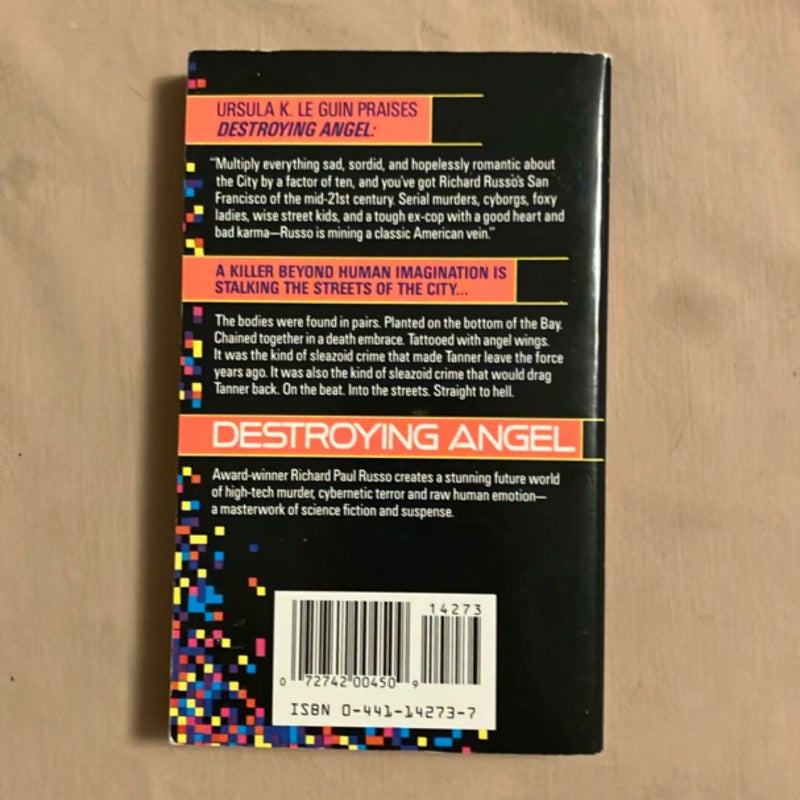 URSULA K. LE GUIN PRAISES
DESTROYING ANGEL:
"Multiply everything sad, sordid, and hopelessly romantic about
the City by a factor of ten, and you've got Richard Russo's San
Francisco of the mid-21st century. Serial murders, cyborgs, foxy
ladies, wise street kids, and a tough ex-cop with a good heart and
bad karma—Russo is mining a classic American vein."
A KILLER BEYOND HUMAN IMAGINATION IS
STALKING THE STREETS OF THE CITY...
The bodies were found in pairs. Planted on the bottom of the Bay.
Chained together in a death embrace. Tattooed with angel wings.
It was the kind of sleazoid crime that made Tanner leave the force
years ago. It was also the kind of sleazoid crime that would drag
Tanner back. On the beat. Into the streets. Straight to hell.
DESTROYING ANGEL
Award-winner Richard Paul Russo creates a stunning future world
of high-tech murder, cybernetic terror and raw human emotion—
a masterwork of science fiction and suspense.
14273
0 72742 00450 9
ISBN 0-441-14273-7